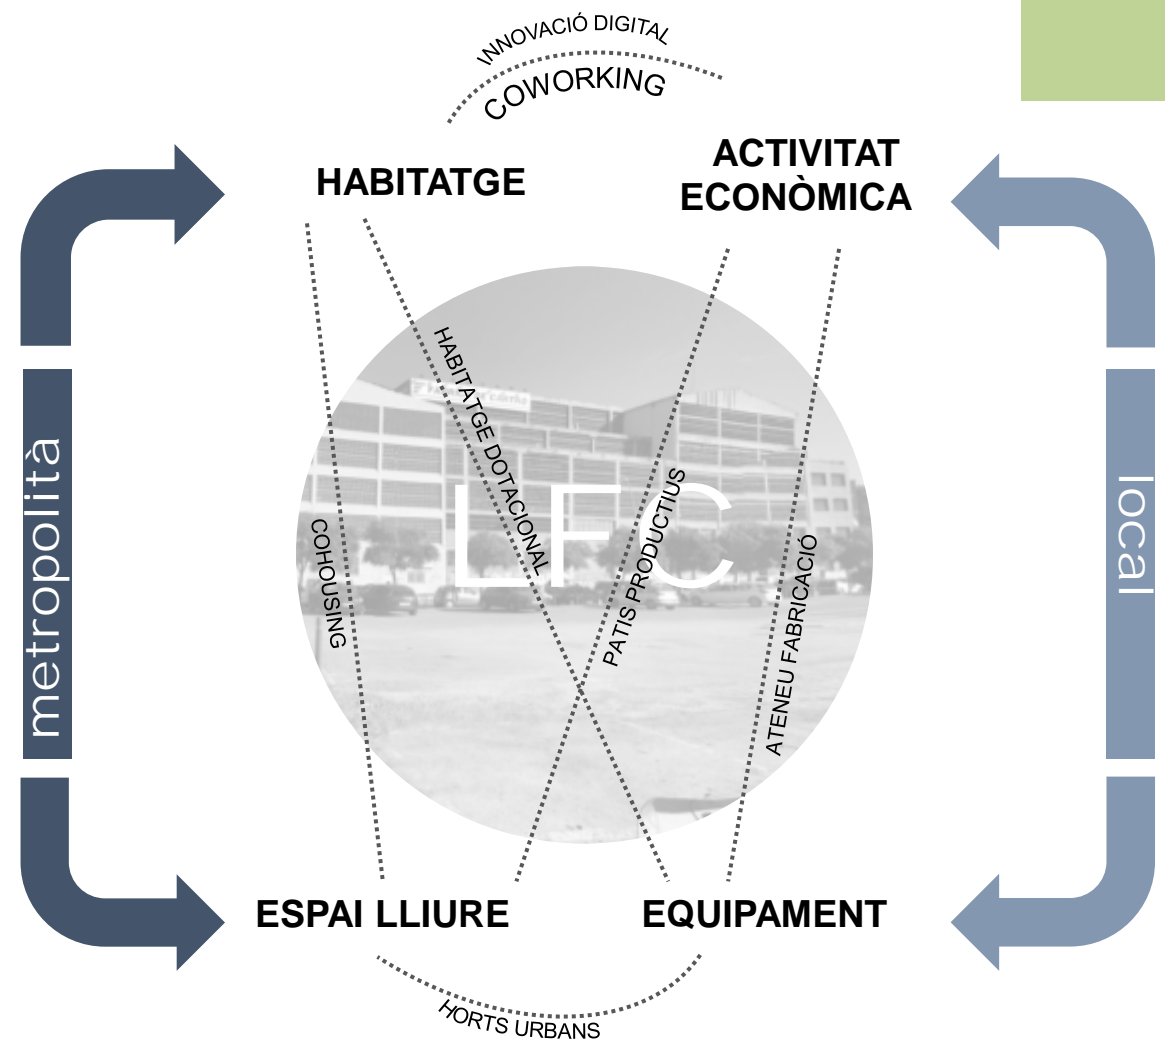 INNOVACIÓ DIGITAL
COWORKING
HABITATGE
ACTIVITAT
ECONÒMICA
metropolità
local
HABITATGE DOTACIONAL
PATIS PRODUCTIUS
COHOUSING
ATENEU FABRICACIÓ
LFC
ESPAI LLIURE
EQUIPAMENT
HORTS URBANS